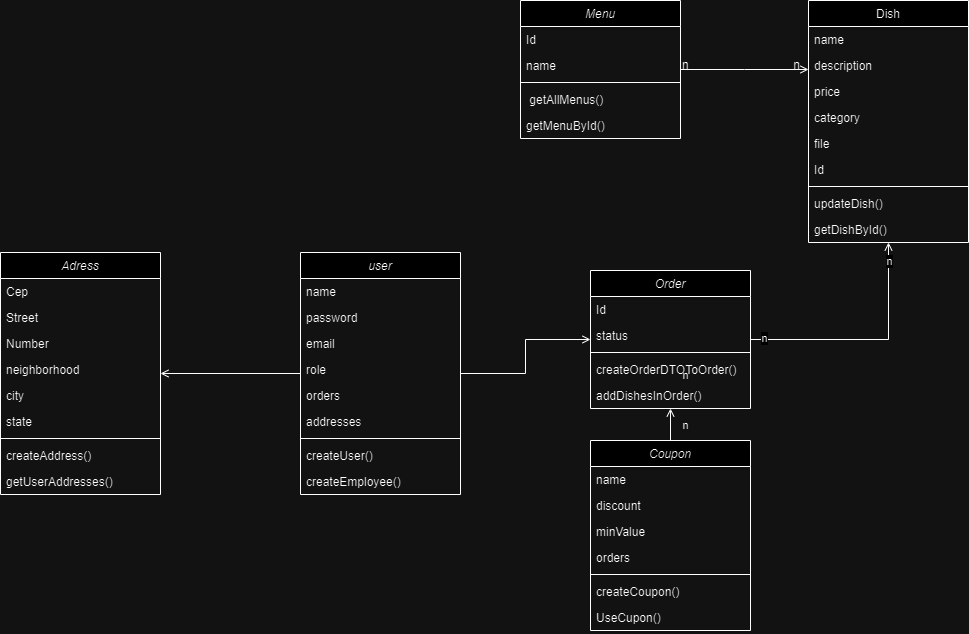 Menu
Id
name
getAllMenus()
getMenuById()
n
n
Dish
name
description
price
category
file
Id
updateDish()
getDishById()
n
Adress
Cep
Street
Number
neighborhood
city
state
createAddress()
getUserAddresses()
user
name
password
email
role
orders
addresses
createUser()
createEmployee()
Order
Id
status
n
createOrderDTOToOrder()
n
addDishesInOrder()
n
Coupon
name
discount
minValue
orders
createCoupon()
UseCupon()